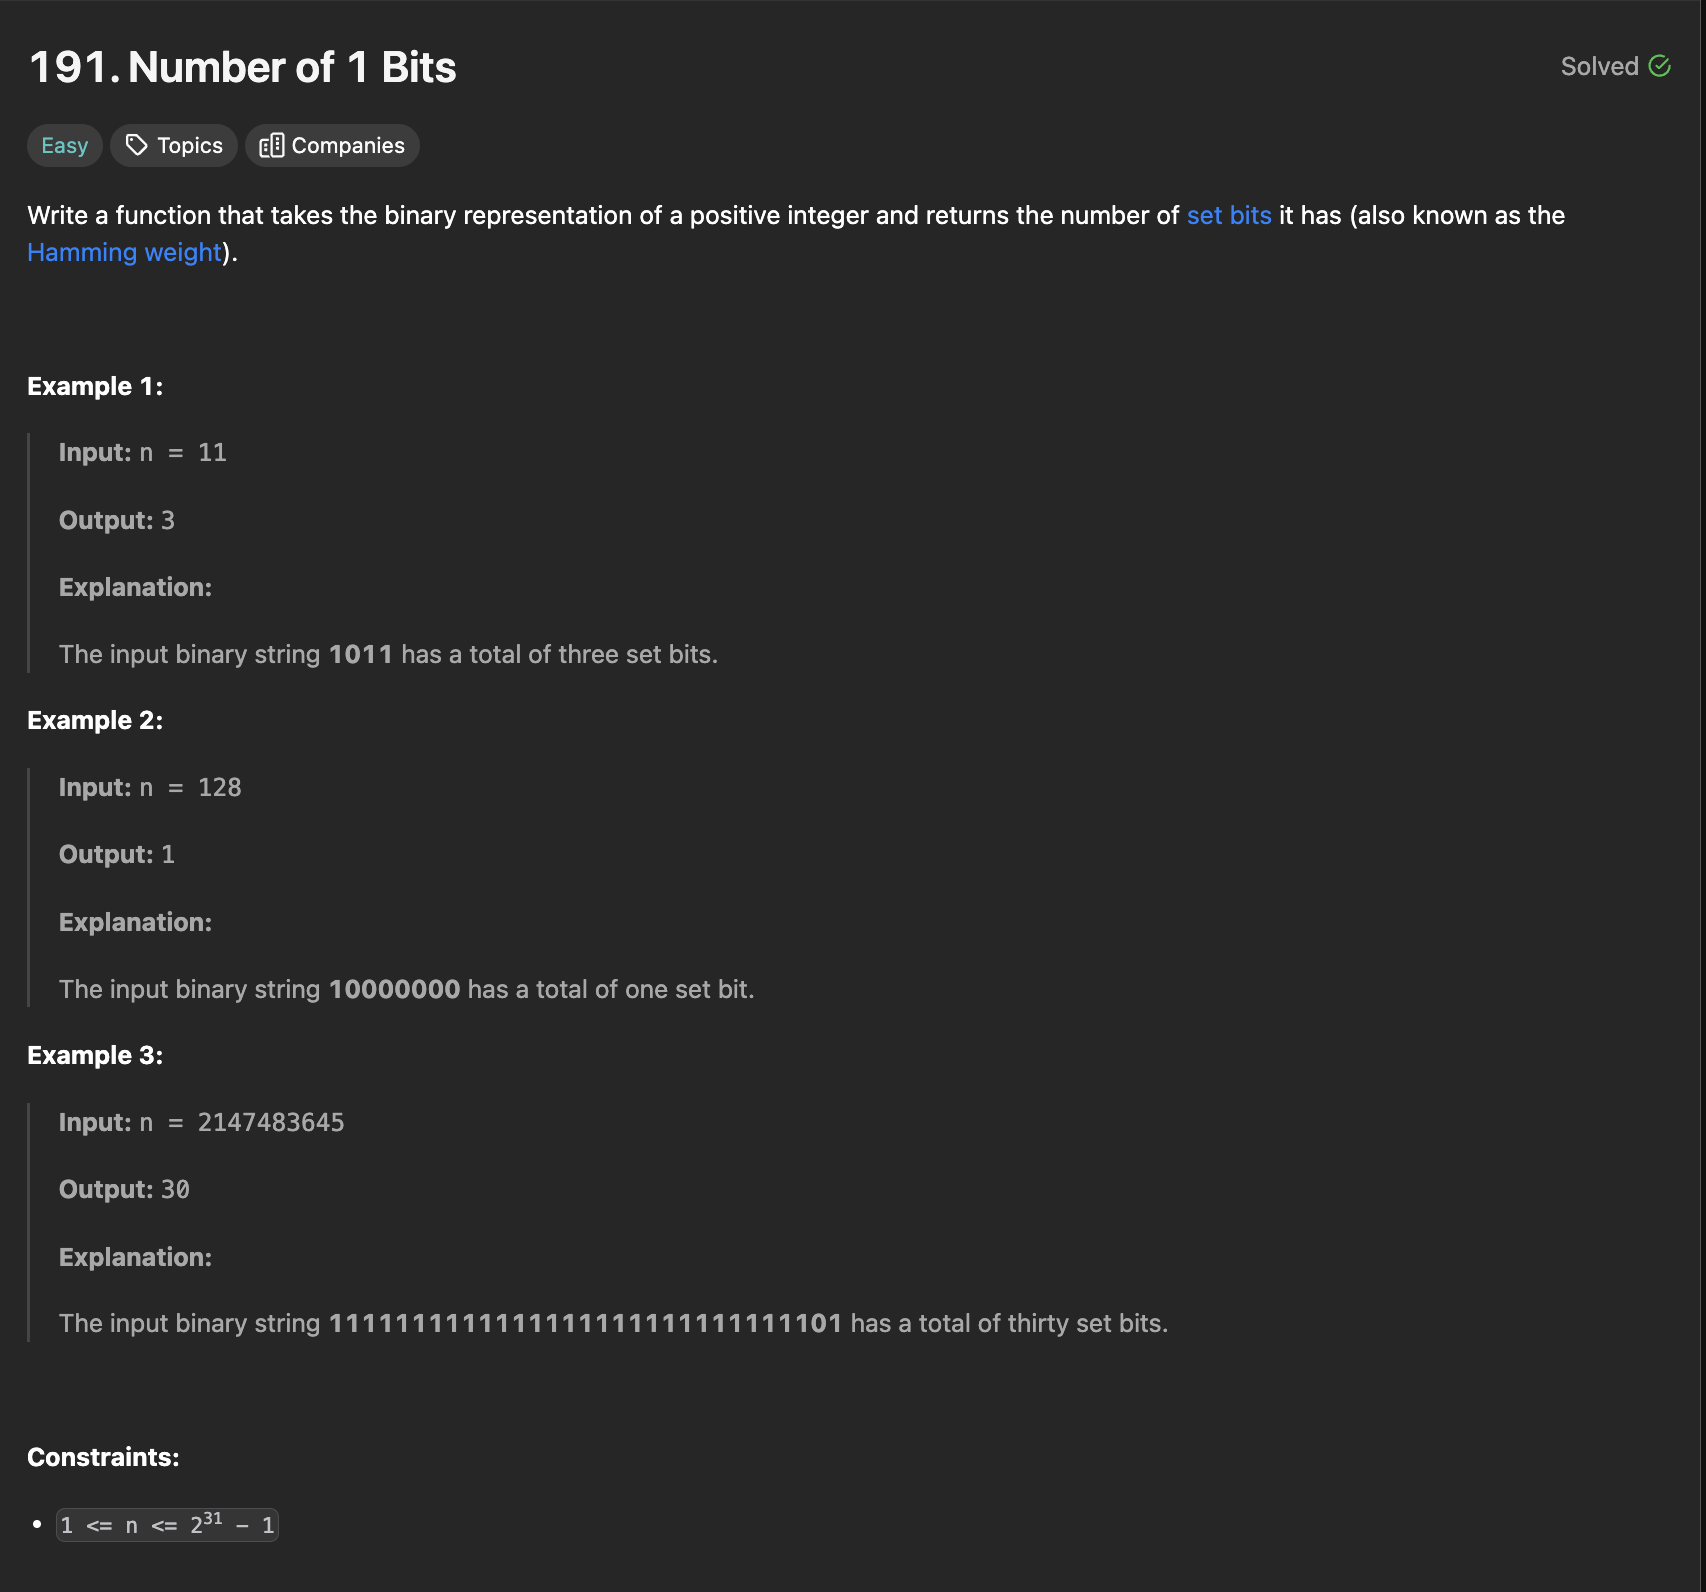 191. Number of 1 Bits
Solved
Easy
Topics
Companies
Write a function that takes the binary representation of a positive integer and returns the number of set bits it has (also known as the
Hamming weight).
Example 1:
Input: n = 11
Output: 3
Explanation:
The input binary string 1011 has a total of three set bits.
Example 2:
Input: n = 128
Output: 1
Explanation:
The input binary string 10000000 has a total of one set bit.
Example 3:
Input: n = 2147483645
Output: 30
Explanation:
The input binary string 1111111111111111111111111111101 has a total of thirty set bits.
Constraints:
• 1 <= n <= 2³¹ - 1